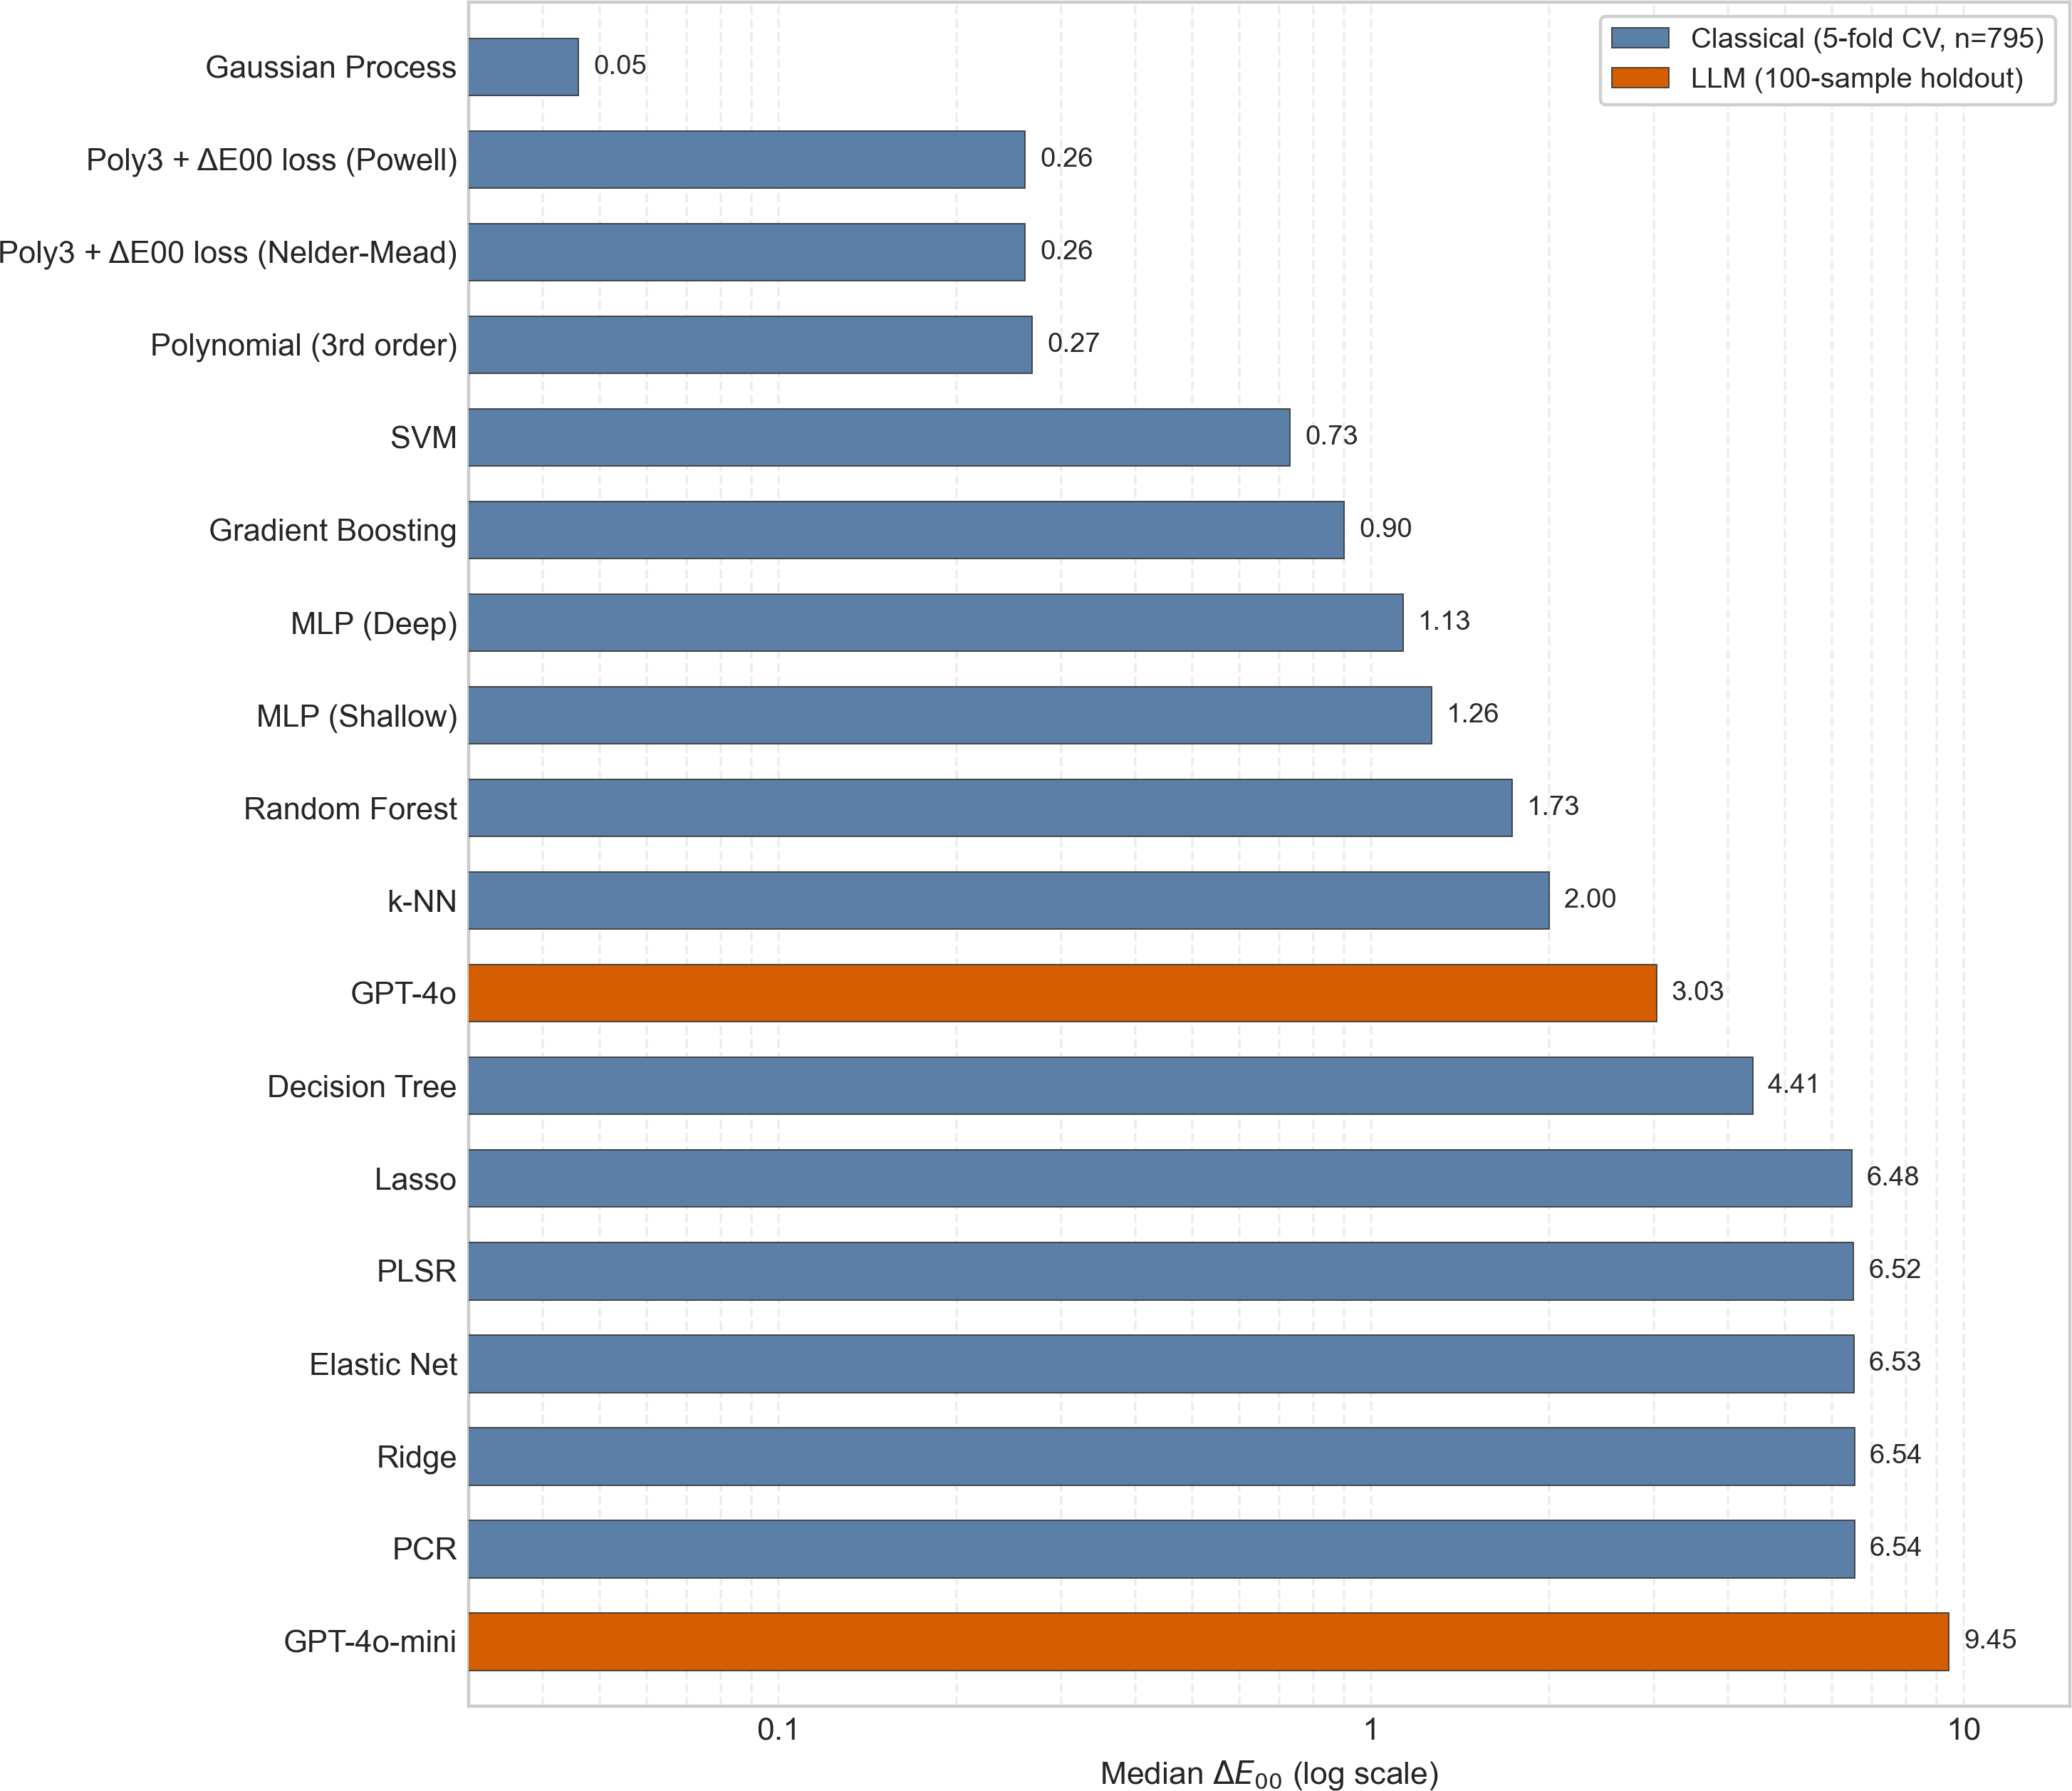 Classical (5-fold CV, n=795)
LLM (100-sample holdout)
Gaussian Process 0.05
Poly3 + ΔE00 loss (Powell) 0.26
Poly3 + ΔE00 loss (Nelder-Mead) 0.26
Polynomial (3rd order) 0.27
SVM 0.73
Gradient Boosting 0.90
MLP (Deep) 1.13
MLP (Shallow) 1.26
Random Forest 1.73
k-NN 2.00
GPT-4o 3.03
Decision Tree 4.41
Lasso 6.48
PLSR 6.52
Elastic Net 6.53
Ridge 6.54
PCR 6.54
GPT-4o-mini 9.45
0.1 1 10
Median ΔE₀₀ (log scale)